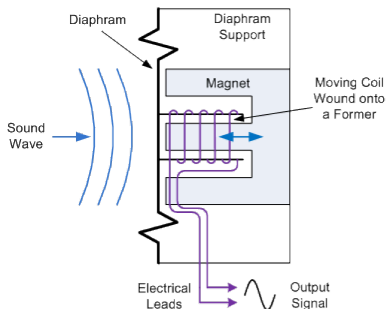 Diaphram
Diaphram
Support
Magnet
Moving Coil
Wound onto
a Former
Sound
Wave
Electrical
Leads
Output
Signal